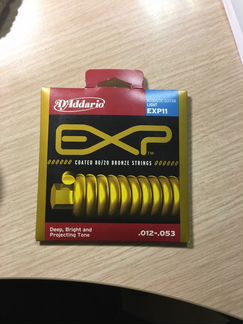 D'Addario
ACOUSTIC GUITAR
LIGHT
EXP11
EXP
COATED 80/20 BRONZE STRINGS
Deep, Bright and
Projecting Tone
.012-.053